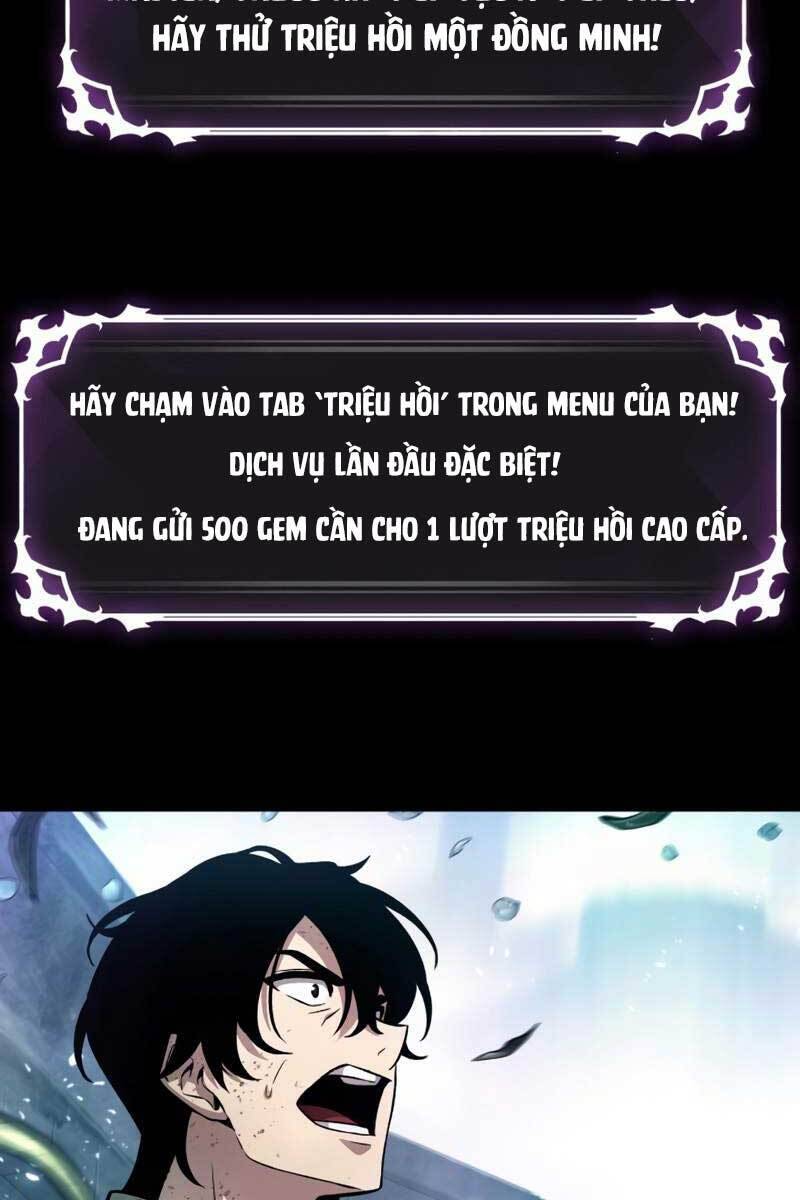 HÃY THỬ TRIỆU HỒI MỘT ĐỒNG MINH!
HÃY CHẠM VÀO TAB ‘TRIỆU HỒI’ TRONG MENU CỦA BẠN!
DỊCH VỤ LẦN ĐẦU ĐẶC BIỆT!
ĐANG GỬI 500 GEM CẦN CHO 1 LƯỢT TRIỆU HỒI CAO CẤP.